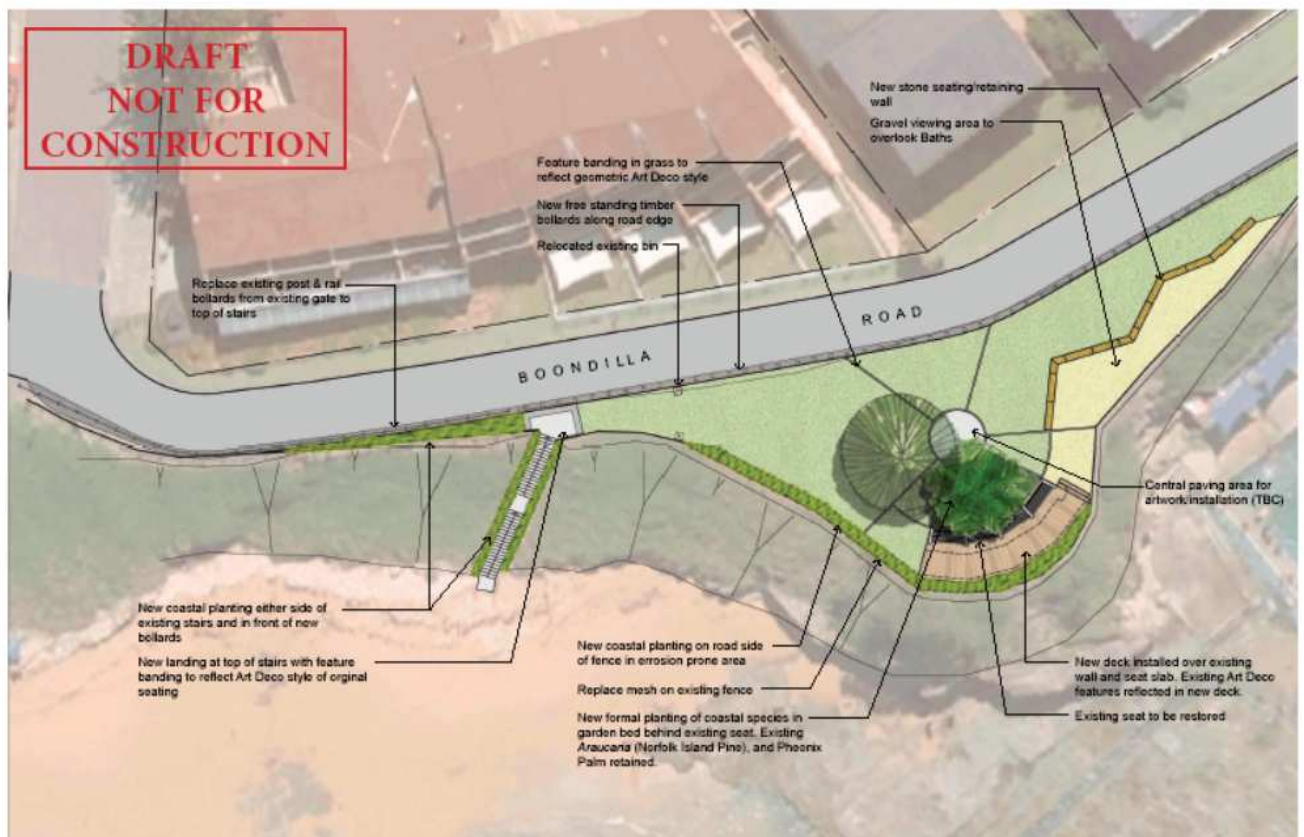 DRAFT
NOT FOR
CONSTRUCTION
New stone seating/retaining
wall
Gravel viewing area to
overlook Baths
Feature banding in grass to
reflect geometric Art Deco style
New free standing timber
bollards along road edge
Relocated existing bin
Replace existing post & rail
bollards from existing gate to
top of stairs
BOONDILLA ROAD
Central paving area for
artwork/installation (TBC)
New coastal planting either side of
existing stairs and in front of new
bollards
New landing at top of stairs with feature
banding to reflect Art Deco style of orginal
seating
New coastal planting on road side
of fence in errosion prone area
Replace mesh on existing fence
New formal planting of coastal species in
garden bed behind existing seat. Existing
Araucaria (Norfolk Island Pine), and Pheonix
Palm retained.
New deck installed over existing
wall and seat slab. Existing Art Deco
features reflected in new deck.
Existing seat to be restored